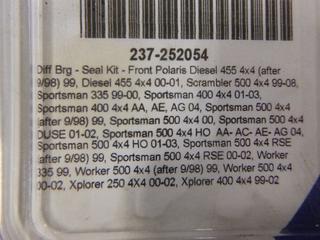 237-252054
Diff Brg - Seal Kit - Front Polaris Diesel 455 4x4 (after
9/98) 99, Diesel 455 4x4 00-01, Scrambler 500 4x4 99-08,
Sportsman 335 99-00, Sportsman 400 4x4 01-03,
Sportsman 400 4x4 AA, AE, AG 04, Sportsman 500 4x4
(after 9/98) 99, Sportsman 500 4x4 00, Sportsman 500 4x4
DUSE 01-02, Sportsman 500 4x4 HO AA- AC- AE- AG 04,
Sportsman 500 4x4 HO 01-03, Sportsman 500 4x4 RSE
(after 9/98) 99, Sportsman 500 4x4 RSE 00-02, Worker
335 99, Worker 500 4x4 (after 9/98) 99, Worker 500 4x4
00-02, Xplorer 250 4X4 00-02, Xplorer 400 4x4 99-02